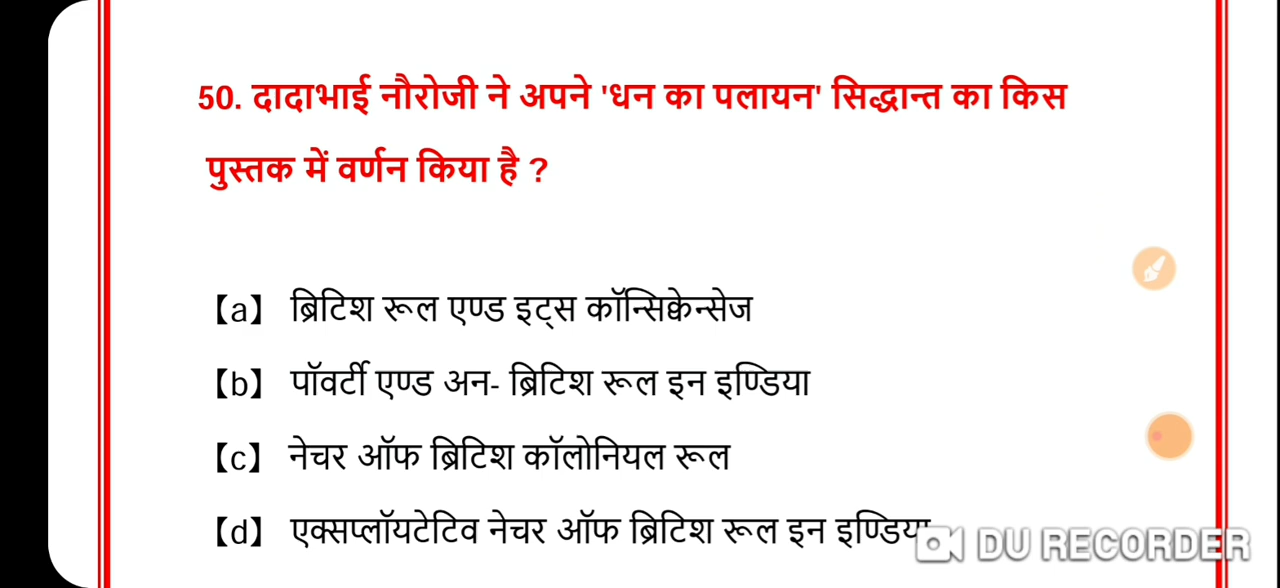 50. दादाभाई नौरोजी ने अपने 'धन का पलायन' सिद्धान्त का किस
पुस्तक में वर्णन किया है ?
【a】 ब्रिटिश रूल एण्ड इट्स कॉन्सिक्वेन्सेज
【b】 पॉवर्टी एण्ड अन- ब्रिटिश रूल इन इण्डिया
【c】 नेचर ऑफ ब्रिटिश कॉलोनियल रूल
【d】 एक्सप्लॉयटेटिव नेचर ऑफ ब्रिटिश रूल इन इण्डिया
DU RECORDER